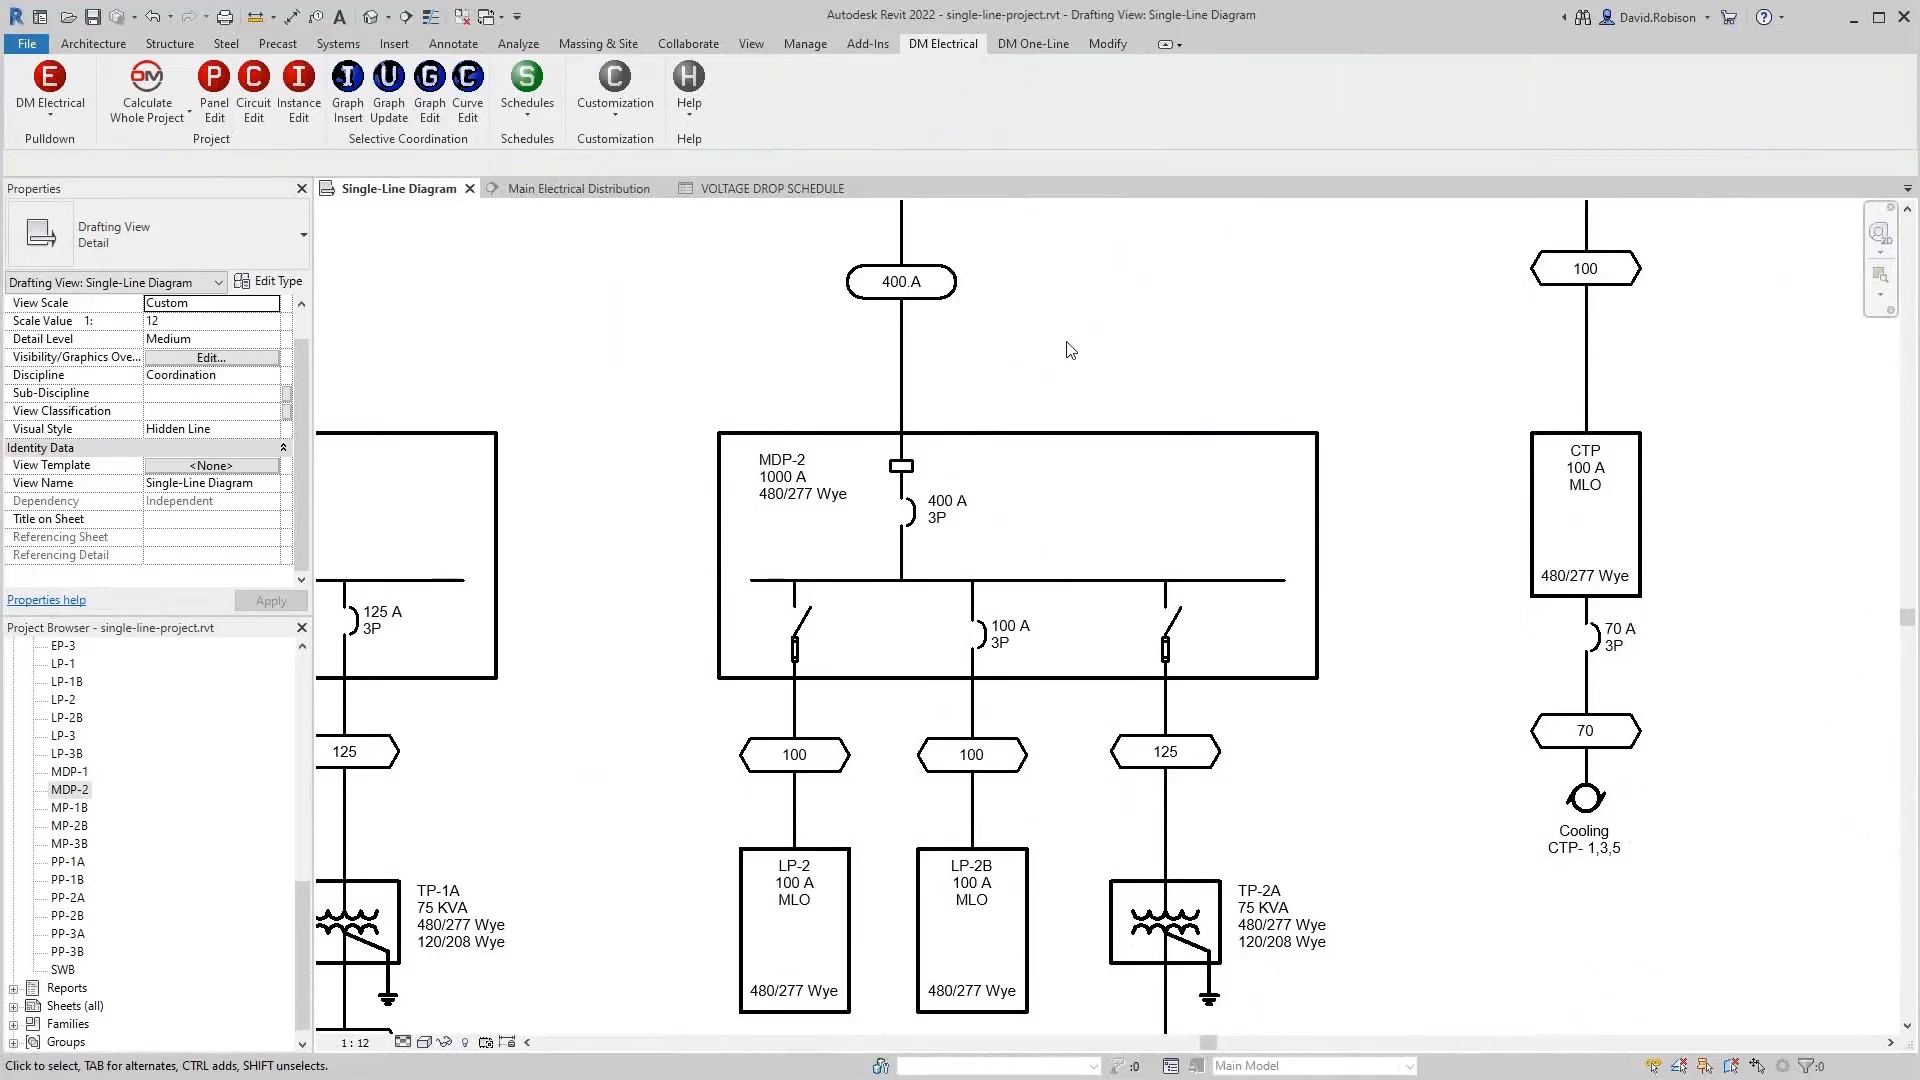 Autodesk Revit 2022 - single-line-project.rvt - Drafting View: Single-Line Diagram
David.Robison
File Architecture Structure Steel Precast Systems Insert Annotate Analyze Massing & Site Collaborate View Manage Add-Ins DM Electrical DM One-Line Modify
E DM P C I I U G C S C H
DM Electrical
Calculate
Whole Project
Panel
Edit
Circuit
Edit
Instance
Edit
Graph
Insert
Graph
Update
Graph
Edit
Curve
Edit
Schedules
Customization
Help
Pulldown Project Selective Coordination Schedules Customization Help
Properties
Single-Line Diagram Main Electrical Distribution VOLTAGE DROP SCHEDULE
Drafting View
Detail
Drafting View: Single-Line Diagram Edit Type
View Scale Custom
Scale Value 1: 12
Detail Level Medium
Visibility/Graphics Ove... Edit...
Discipline Coordination
Sub-Discipline
View Classification
Visual Style Hidden Line
Identity Data
View Template <None>
View Name Single-Line Diagram
Dependency Independent
Title on Sheet
Referencing Sheet
Referencing Detail
Properties help Apply
Project Browser - single-line-project.rvt
EP-3
LP-1
LP-1B
LP-2
LP-2B
LP-3
LP-3B
MDP-1
MDP-2
MP-1B
MP-2B
MP-3B
PP-1A
PP-1B
PP-2A
PP-2B
PP-3A
PP-3B
SWB
Reports
Sheets (all)
Families
Groups
400.A
100
MDP-2
1000 A
480/277 Wye
400 A
3P
CTP
100 A
MLO
480/277 Wye
125 A
3P
100 A
3P
70 A
3P
125
100
100
125
70
Cooling
CTP- 1,3,5
TP-1A
75 KVA
480/277 Wye
120/208 Wye
LP-2
100 A
MLO
480/277 Wye
LP-2B
100 A
MLO
480/277 Wye
TP-2A
75 KVA
480/277 Wye
120/208 Wye
1 : 12
Click to select, TAB for alternates, CTRL adds, SHIFT unselects.
:0
Main Model
:0